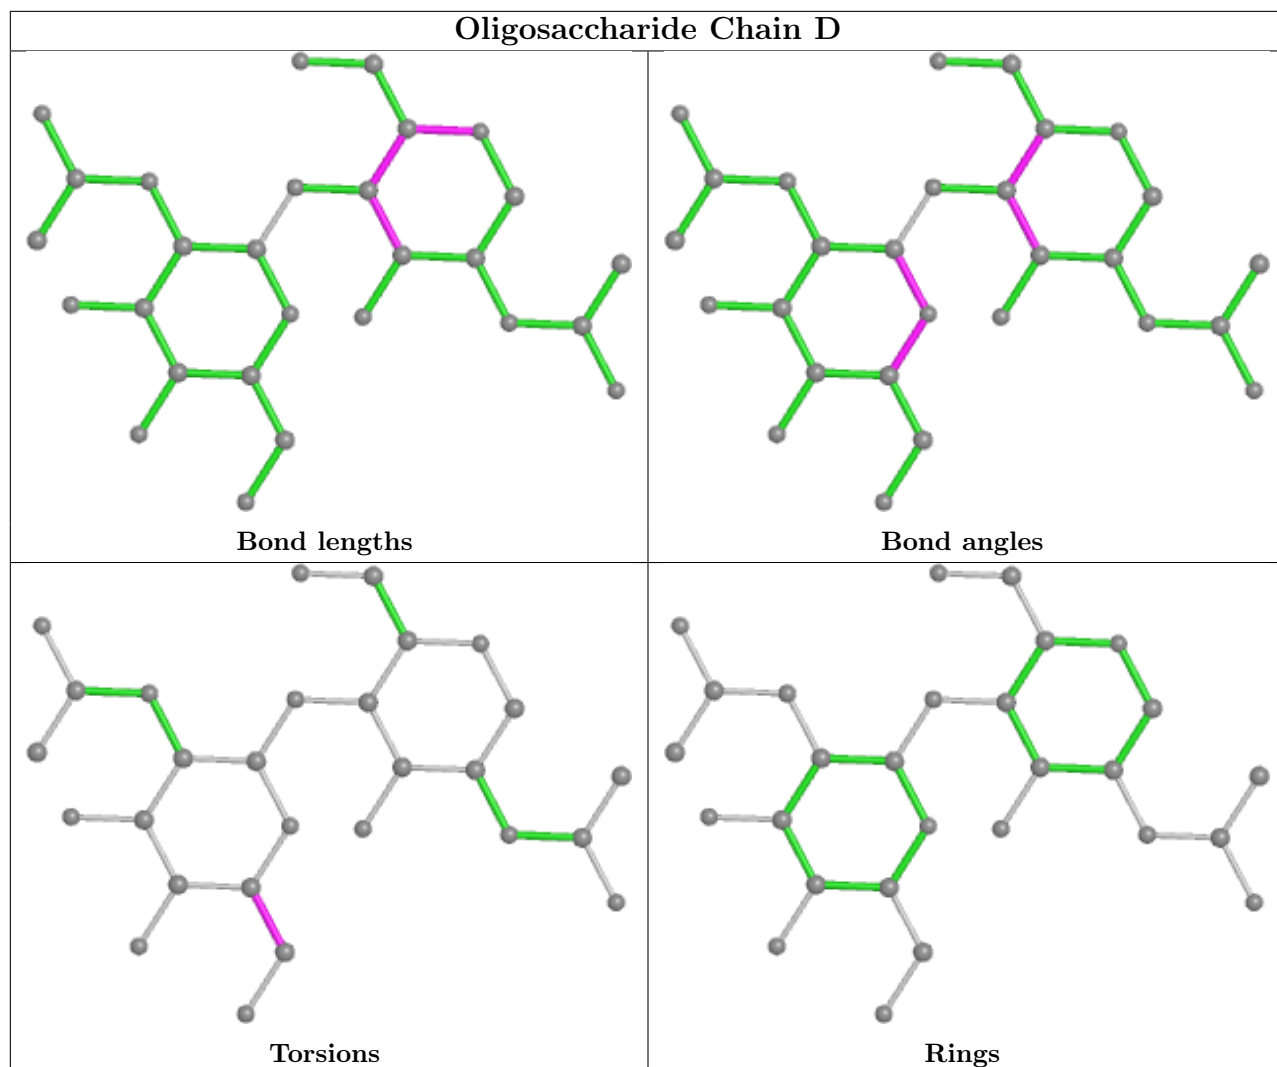 Oligosaccharide Chain D
Bond lengths
Bond angles
Torsions
Rings